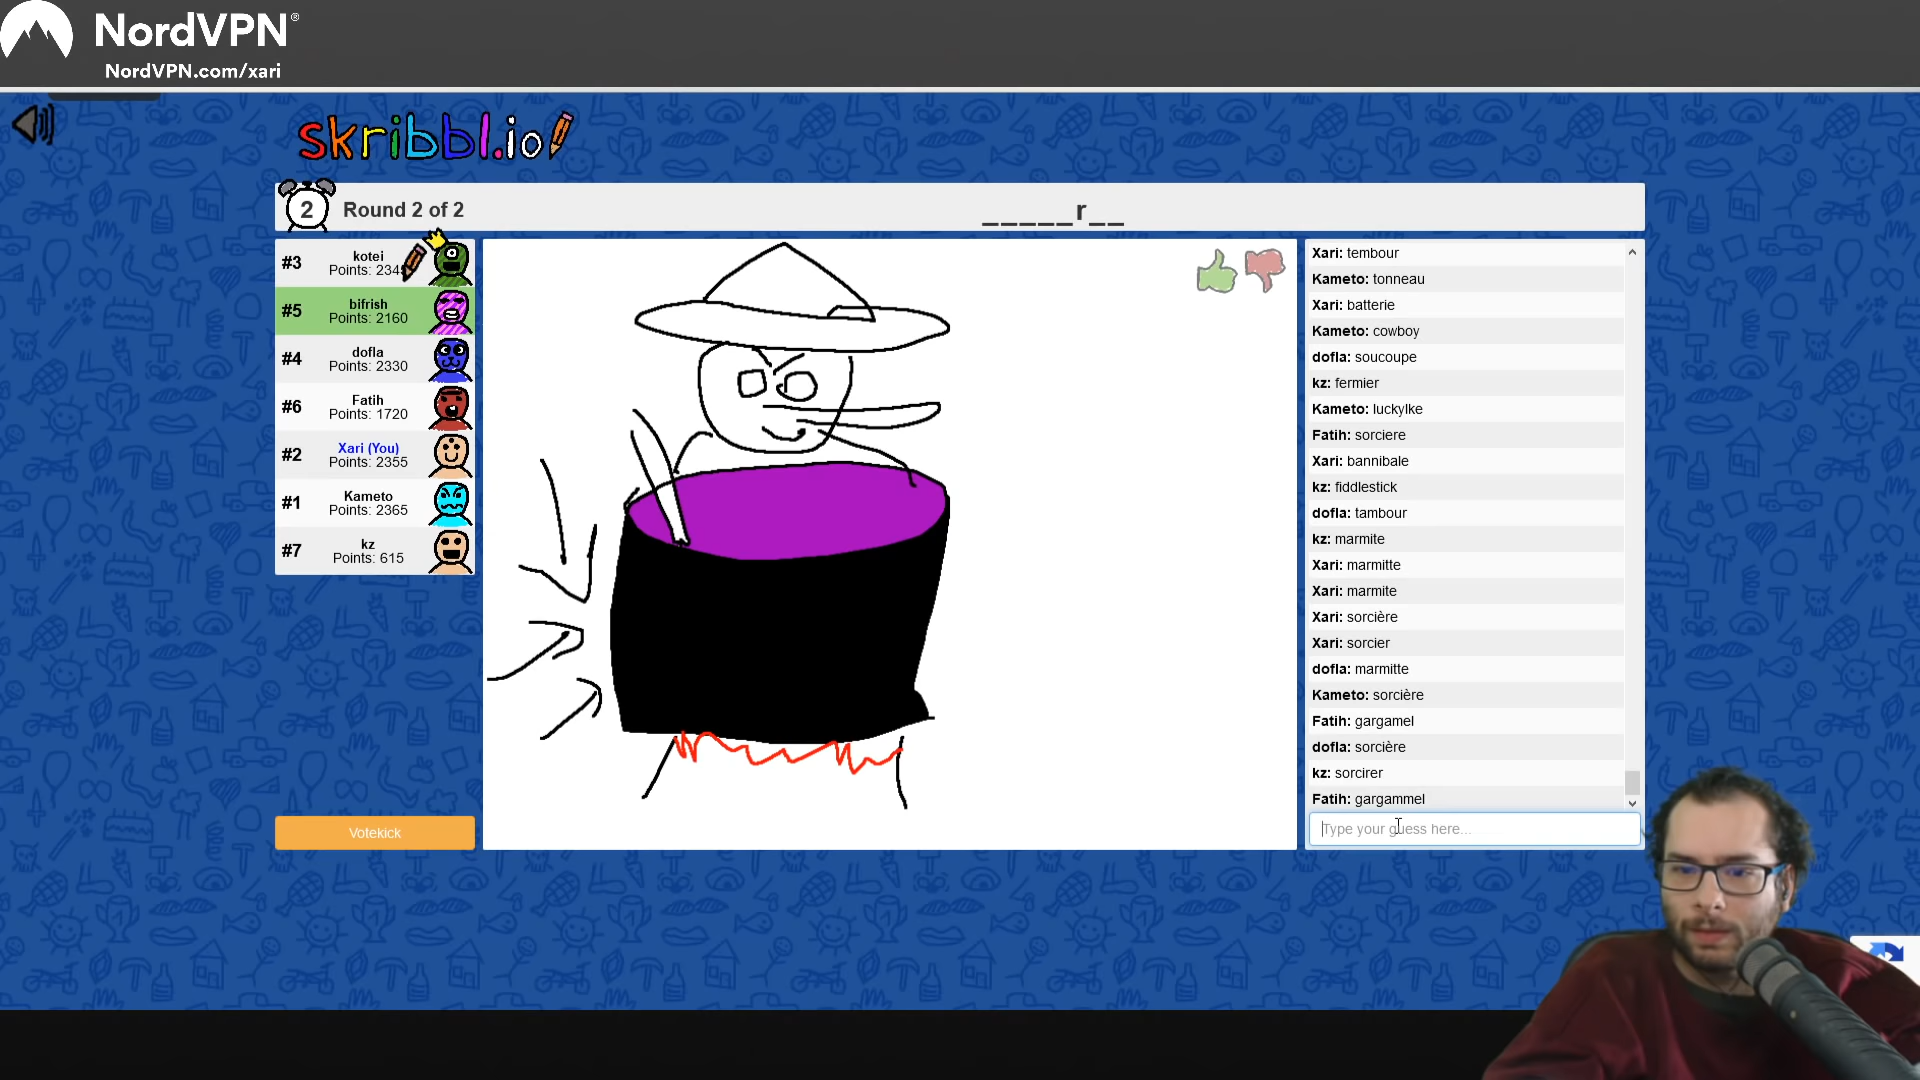 NordVPN®
NordVPN.com/xari
skribbl.io
2
Round 2 of 2
_____r__
#3
kotei
Points: 234
#5
bifrish
Points: 2160
#4
dofla
Points: 2330
#6
Fatih
Points: 1720
#2
Xari (You)
Points: 2355
#1
Kameto
Points: 2365
#7
kz
Points: 615
Votekick
Xari: tembour
Kameto: tonneau
Xari: batterie
Kameto: cowboy
dofla: soucoupe
kz: fermier
Kameto: luckylke
Fatih: sorciere
Xari: bannibale
kz: fiddlestick
dofla: tambour
kz: marmite
Xari: marmitte
Xari: marmite
Xari: sorcière
Xari: sorcier
dofla: marmitte
Kameto: sorcière
Fatih: gargamel
dofla: sorcière
kz: sorcirer
Fatih: gargammel
Type your guess here...